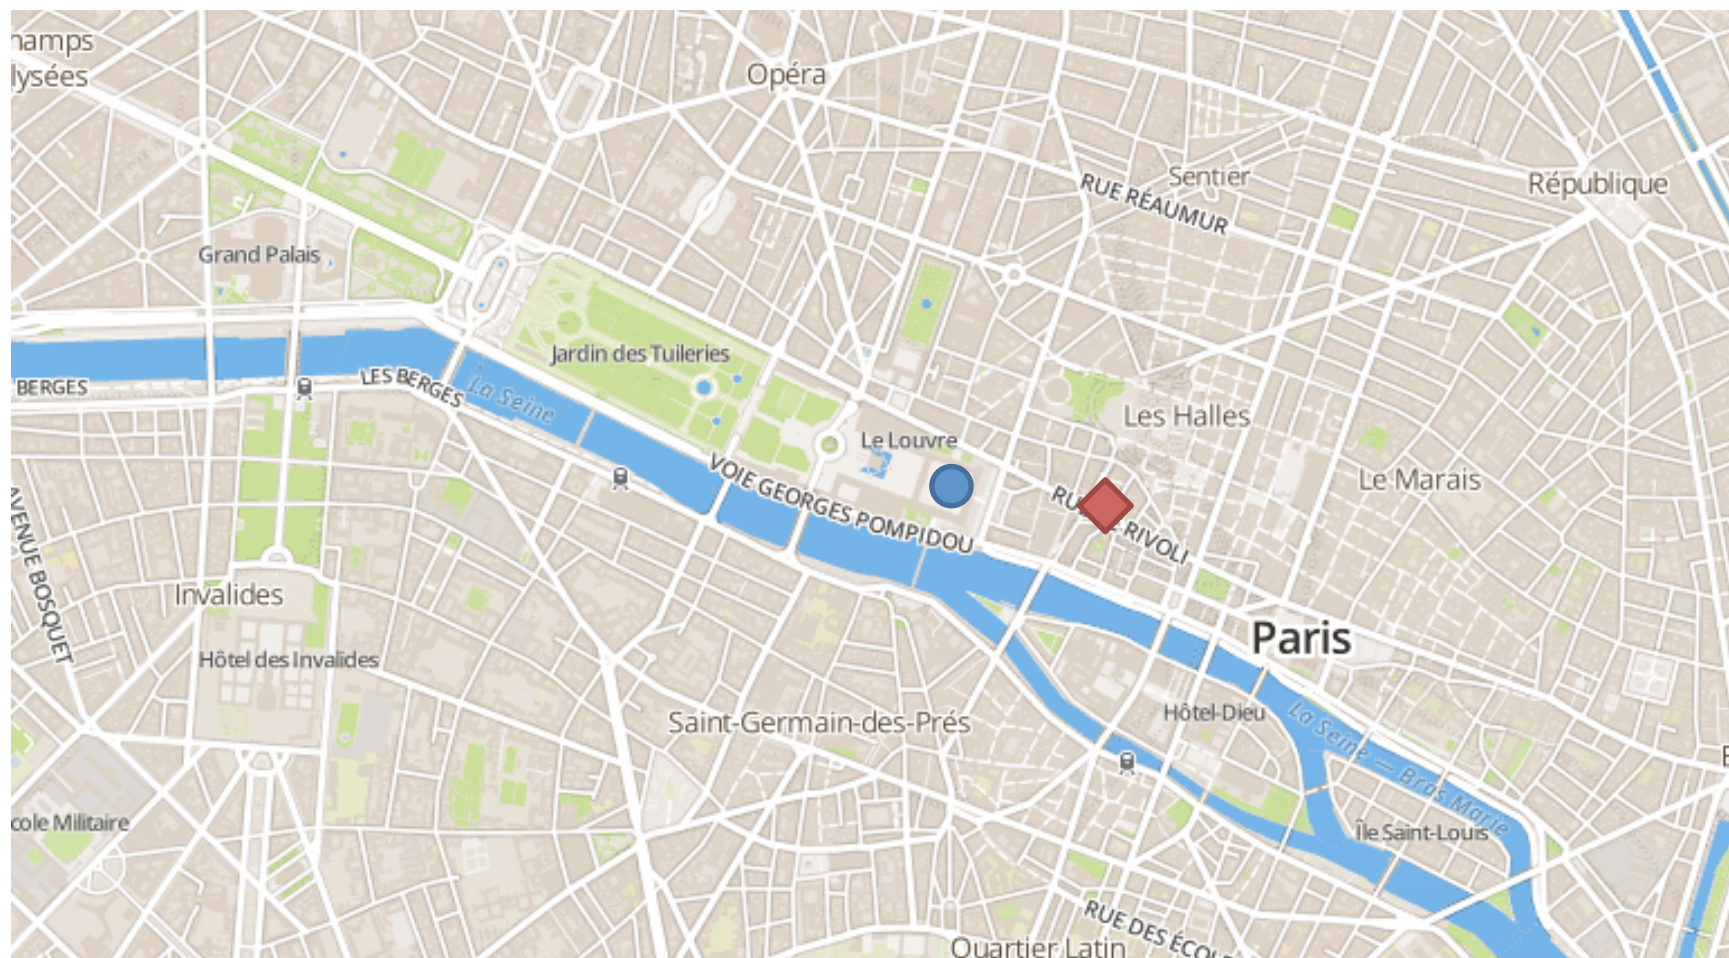 hamps
lysées
Opéra
Sentier
République
RUE RÉAUMUR
Grand Palais
Jardin des Tuileries
BERGES
LES BERGES
La Seine
Les Halles
Le Louvre
Le Marais
VOIE GEORGES POMPIDOU
RIVOLI
AVENUE BOSQUET
Invalides
Paris
Hôtel des Invalides
Hôtel-Dieu
Saint-Germain-des-Prés
La Seine — Bras Marie
cole Militaire
Île Saint-Louis
RUE DES ÉCOL
Quartier Latin